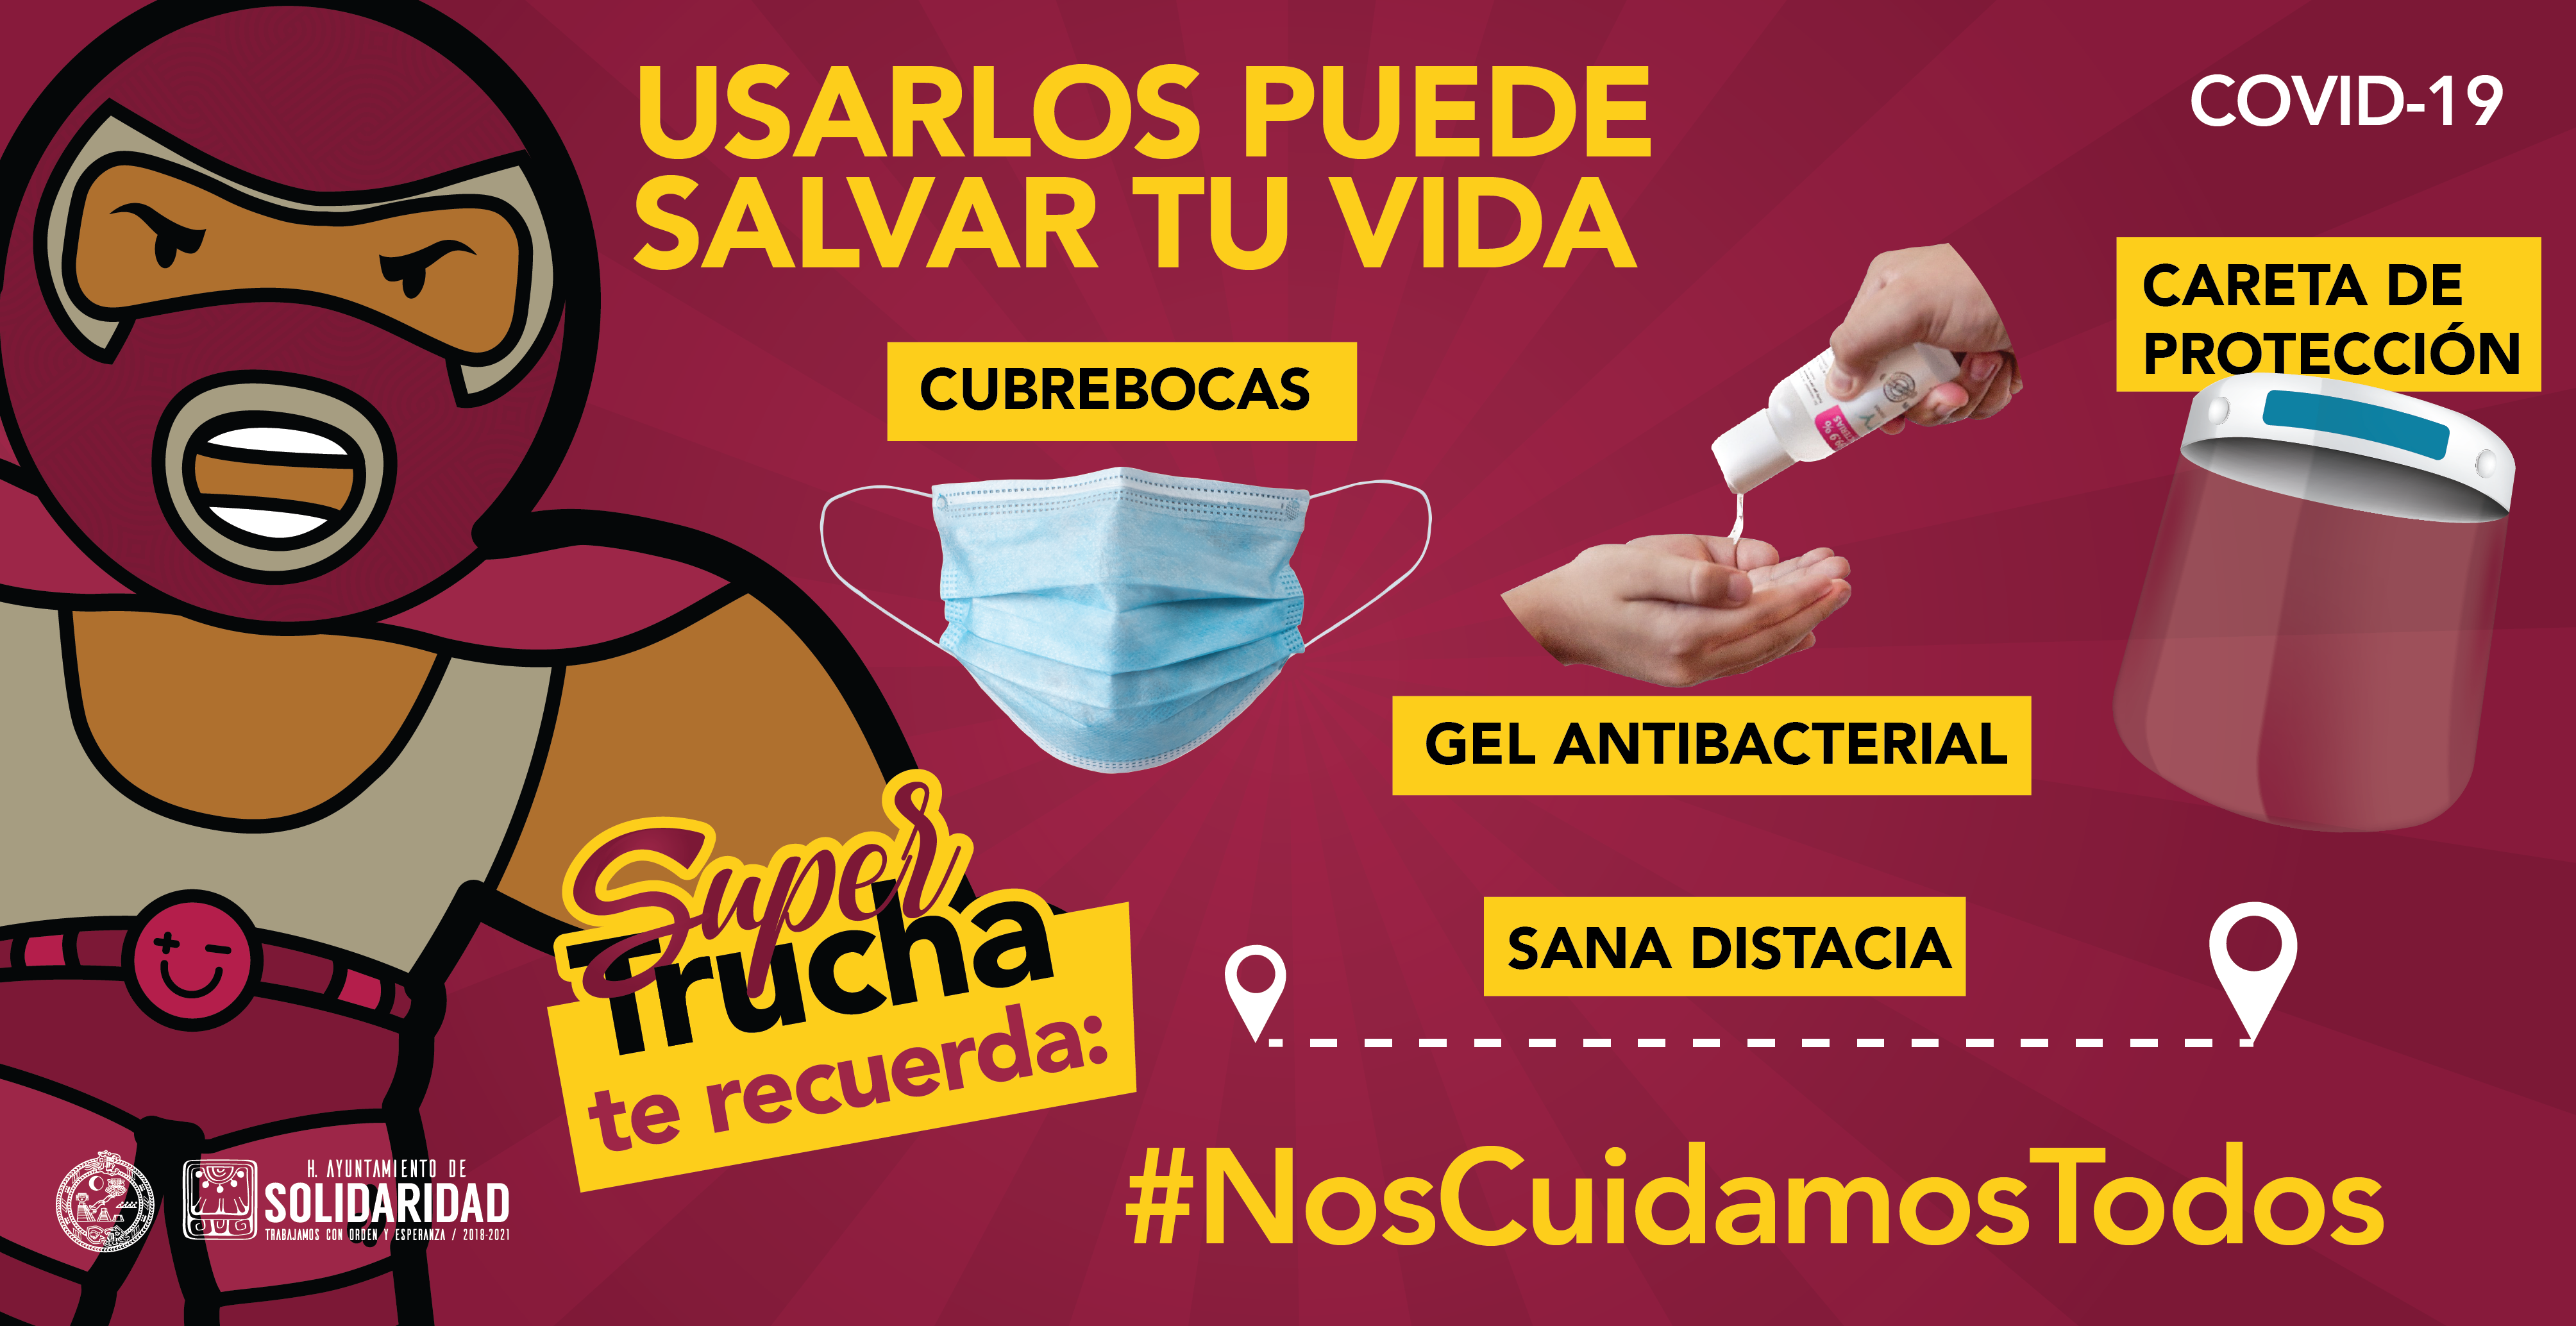 USARLOS PUEDE
SALVAR TU VIDA
COVID-19
CUBREBOCAS
CARETA DE
PROTECCIÓN
GEL ANTIBACTERIAL
Super
Trucha
te recuerda:
SANA DISTACIA
#NosCuidamosTodos
H. AYUNTAMIENTO DE
SOLIDARIDAD
TRABAJAMOS CON ORDEN Y ESPERANZA / 2018-2021